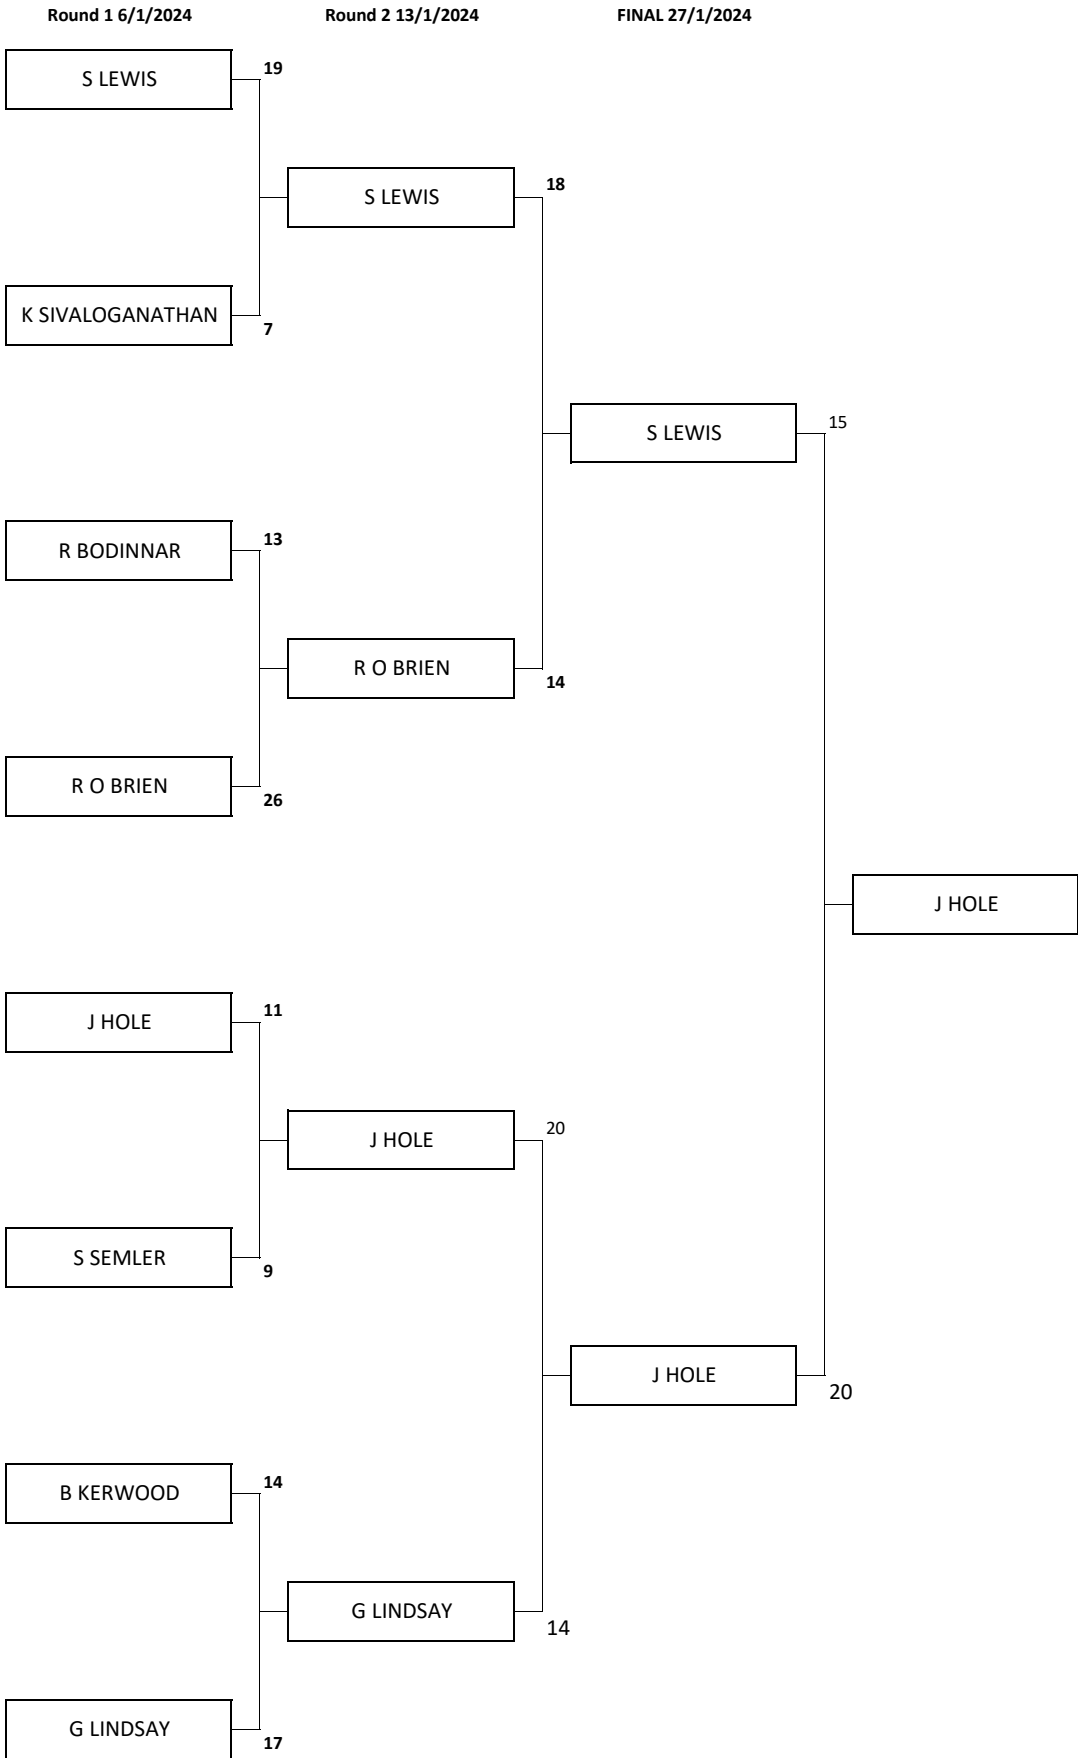 Round 1 6/1/2024 Round 2 13/1/2024 FINAL 27/1/2024
19
S LEWIS
18
S LEWIS
K SIVALOGANATHAN
7
15
S LEWIS
13
R BODINNAR
R O BRIEN
14
R O BRIEN
26
J HOLE
11
J HOLE
20
J HOLE
S SEMLER
9
J HOLE
20
14
B KERWOOD
G LINDSAY
14
G LINDSAY
17